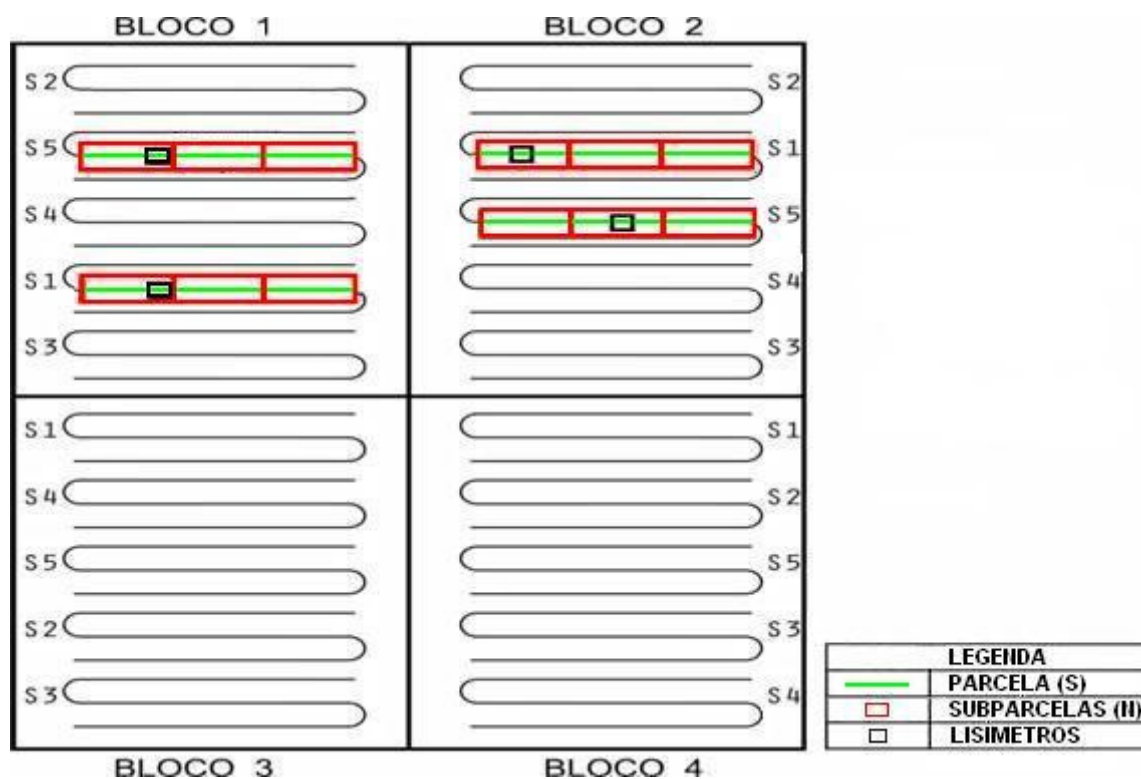 BLOCO 1
BLOCO 2
S2
S5
S4
S1
S3
S2
S1
S5
S4
S3
S1
S4
S5
S2
S3
S1
S2
S5
S3
S4
BLOCO 3
BLOCO 4
LEGENDA
PARCELA (S)
SUBPARCELAS (N)
LISIMETROS